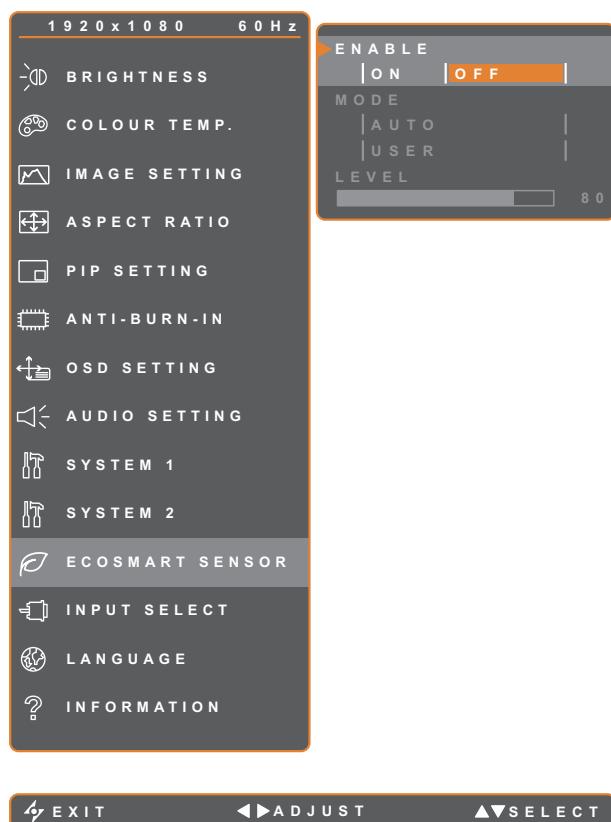 1920x1080 60Hz
BRIGHTNESS
COLOUR TEMP.
IMAGE SETTING
ASPECT RATIO
PIP SETTING
ANTI-BURN-IN
OSD SETTING
AUDIO SETTING
SYSTEM 1
SYSTEM 2
ECOSMART SENSOR
INPUT SELECT
LANGUAGE
INFORMATION
ENABLE
ON OFF
MODE
AUTO
USER
LEVEL
80
EXIT ADJUST SELECT